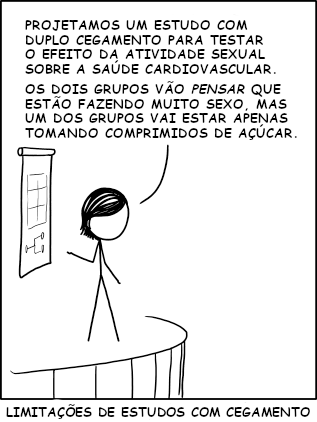 PROJETAMOS UM ESTUDO COM
DUPLO CEGAMENTO PARA TESTAR
O EFEITO DA ATIVIDADE SEXUAL
SOBRE A SAÚDE CARDIOVASCULAR.
OS DOIS GRUPOS VÃO PENSAR QUE
ESTÃO FAZENDO MUITO SEXO, MAS
UM DOS GRUPOS VAI ESTAR APENAS
TOMANDO COMPRIMIDOS DE AÇÚCAR.
LIMITAÇÕES DE ESTUDOS COM CEGAMENTO